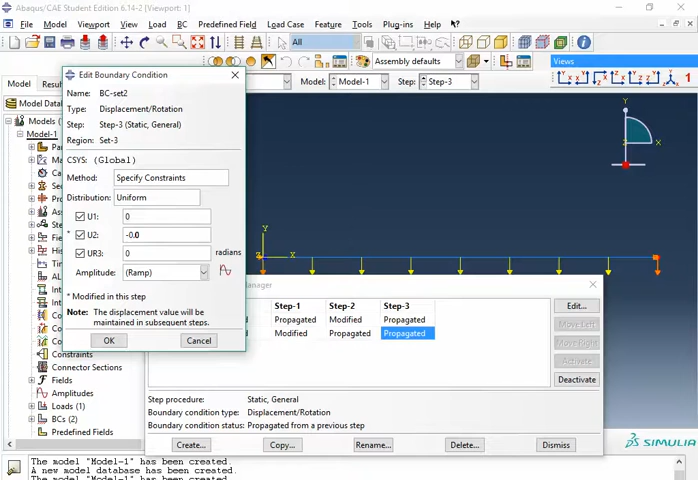 Abaqus/CAE Student Edition 6.14-2 [Viewport: 1]
File Model Viewport View Load BC Predefined Field Load Case Feature Tools Plug-ins Help
All
Assembly defaults
Model Results
Model: Model-1 Step: Step-3
Views
1
Edit Boundary Condition
Name: BC-set2
Type: Displacement/Rotation
Step: Step-3 (Static, General)
Region: Set-3
CSYS: (Global)
Method: Specify Constraints
Distribution: Uniform
U1: 0
* U2: -0.0
UR3: 0 radians
Amplitude: (Ramp)
* Modified in this step
Note: The displacement value will be
maintained in subsequent steps.
OK Cancel
Models (1)
Model-1
Constraints
Connector Sections
Fields
Amplitudes
Loads (1)
BCs (2)
Predefined Fields
Y
X
Z
Y
X
Step-1 Step-2 Step-3
Propagated Modified Propagated
Modified Propagated Propagated
Edit...
Move Left
Move Right
Activate
Deactivate
Step procedure: Static, General
Boundary condition type: Displacement/Rotation
Boundary condition status: Propagated from a previous step
Create... Copy... Rename... Delete... Dismiss
SIMULIA
The model "Model-1" has been created.
A new model database has been created.
The model "Model-1" has been created.